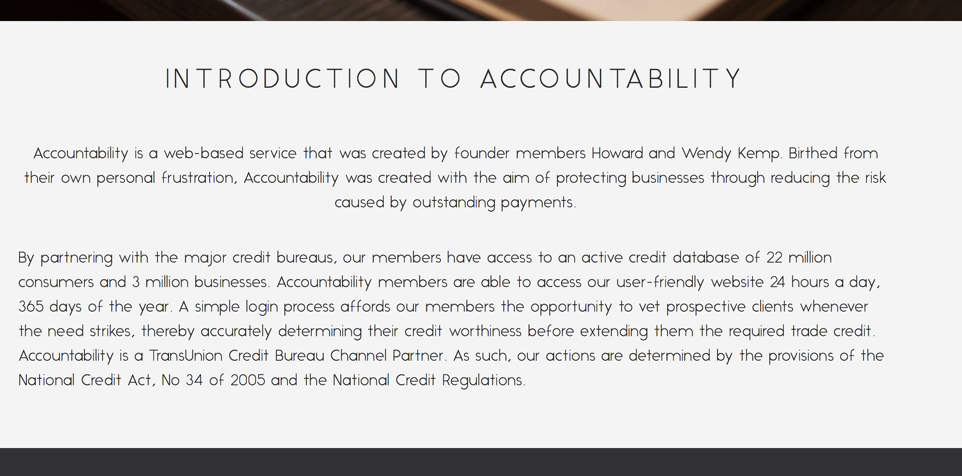 INTRODUCTION TO ACCOUNTABILITY
Accountability is a web-based service that was created by founder members Howard and Wendy Kemp. Birthed from
their own personal frustration, Accountability was created with the aim of protecting businesses through reducing the risk
caused by outstanding payments.
By partnering with the major credit bureaus, our members have access to an active credit database of 22 million
consumers and 3 million businesses. Accountability members are able to access our user-friendly website 24 hours a day,
365 days of the year. A simple login process affords our members the opportunity to vet prospective clients whenever
the need strikes, thereby accurately determining their credit worthiness before extending them the required trade credit.
Accountability is a TransUnion Credit Bureau Channel Partner. As such, our actions are determined by the provisions of the
National Credit Act, No 34 of 2005 and the National Credit Regulations.